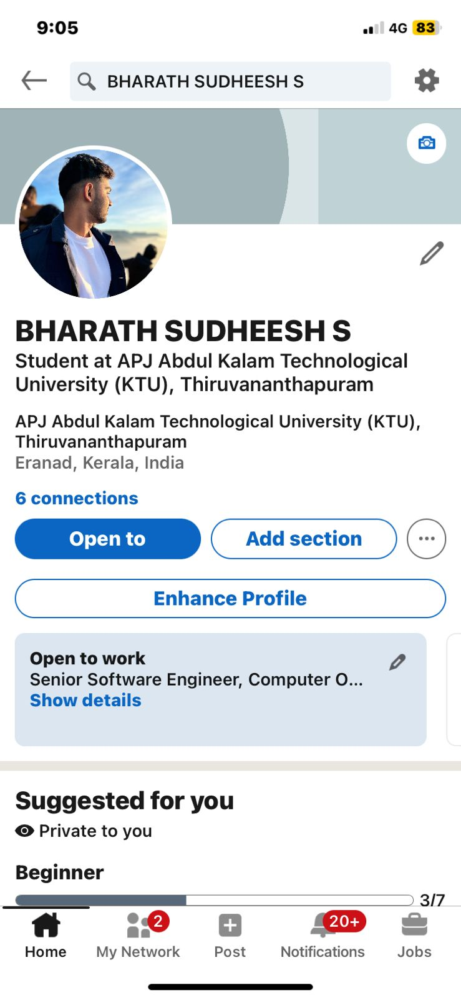 9:05
4G 83
BHARATH SUDHEESH S
BHARATH SUDHEESH S
Student at APJ Abdul Kalam Technological
University (KTU), Thiruvananthapuram
APJ Abdul Kalam Technological University (KTU),
Thiruvananthapuram
Eranad, Kerala, India
6 connections
Open to
Add section
Enhance Profile
Open to work
Senior Software Engineer, Computer O...
Show details
Suggested for you
Private to you
Beginner
3/7
2
20+
Home
My Network
Post
Notifications
Jobs